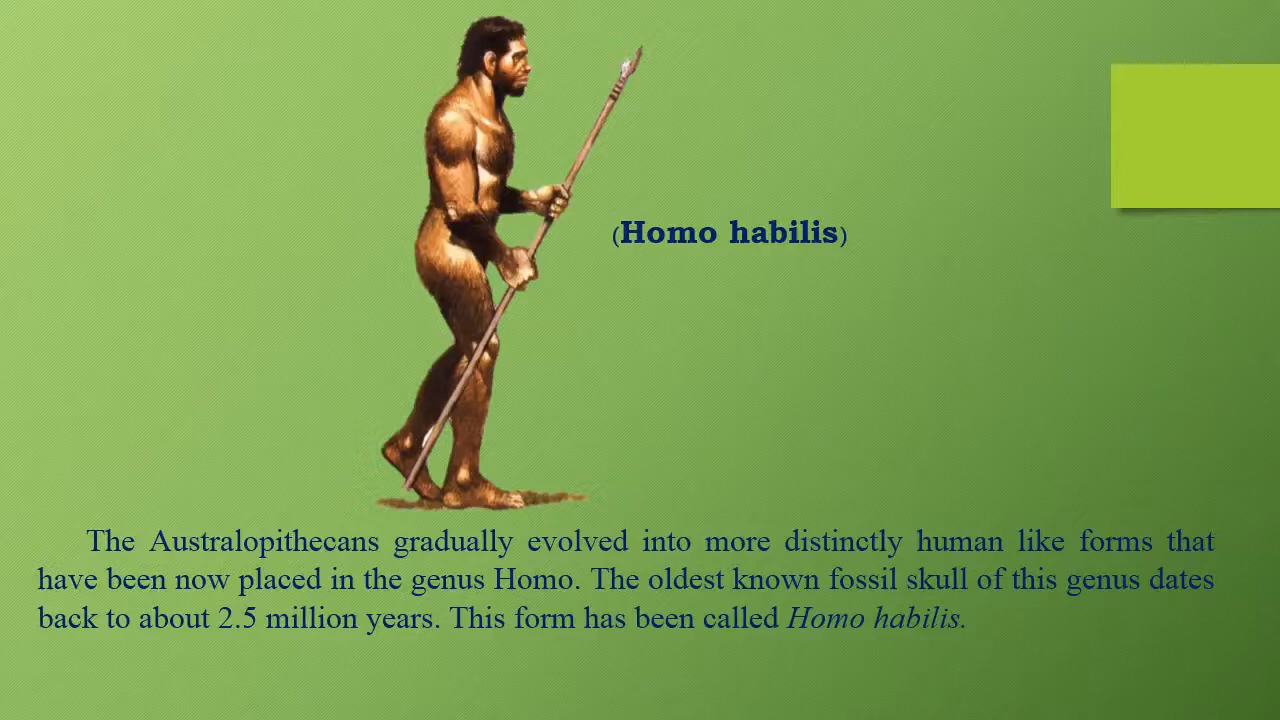 (Homo habilis)
The Australopithecans gradually evolved into more distinctly human like forms that
have been now placed in the genus Homo. The oldest known fossil skull of this genus dates
back to about 2.5 million years. This form has been called Homo habilis.